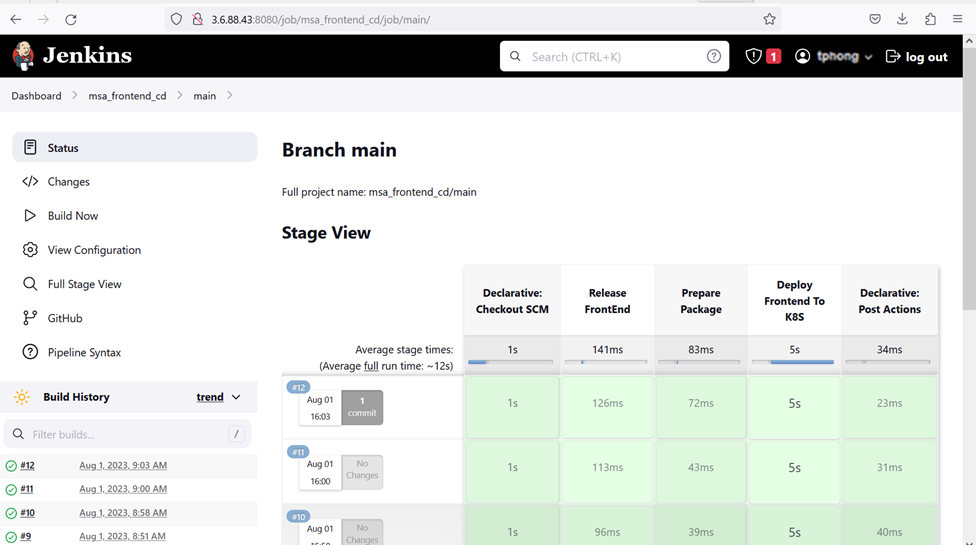 3.6.88.43:8080/job/msa_frontend_cd/job/main/
Jenkins
Search (CTRL+K)
?
1
tphong
log out
Dashboard
msa_frontend_cd
main
Status
Changes
Build Now
View Configuration
Full Stage View
GitHub
Pipeline Syntax
Build History
trend
Filter builds...
/
#12
Aug 1, 2023, 9:03 AM
#11
Aug 1, 2023, 9:00 AM
#10
Aug 1, 2023, 8:58 AM
#9
Aug 1, 2023, 8:51 AM
Branch main
Full project name: msa_frontend_cd/main
Stage View
Declarative:
Checkout SCM
Release
FrontEnd
Prepare
Package
Deploy
Frontend To
K8S
Declarative:
Post Actions
Average stage times:
(Average full run time: ~12s)
1s
141ms
83ms
5s
34ms
#12
Aug 01
16:03
1
commit
1s
126ms
72ms
5s
23ms
#11
Aug 01
16:00
No
Changes
1s
113ms
43ms
5s
31ms
#10
Aug 01
No
Changes
1s
96ms
39ms
5s
40ms